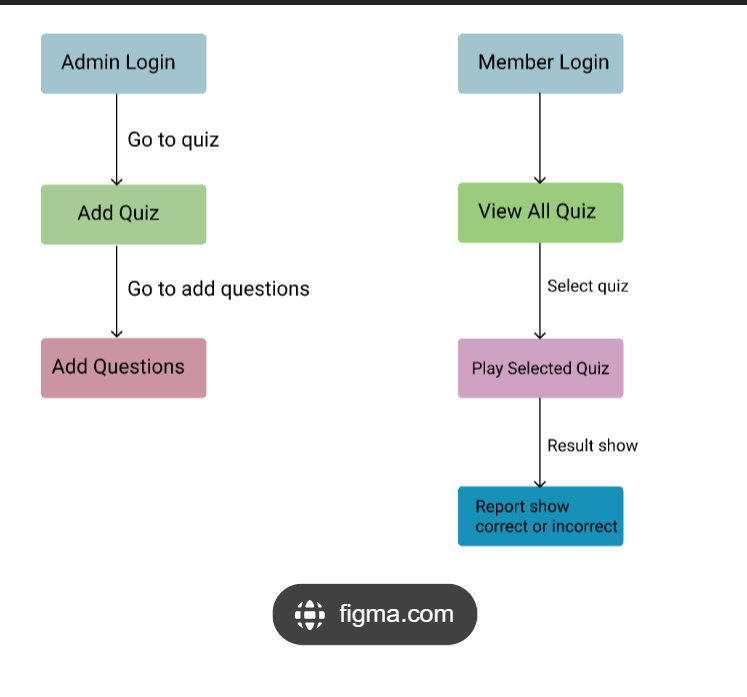 Admin Login
Go to quiz
Add Quiz
Go to add questions
Add Questions
Member Login
View All Quiz
Select quiz
Play Selected Quiz
Result show
Report show
correct or incorrect
figma.com